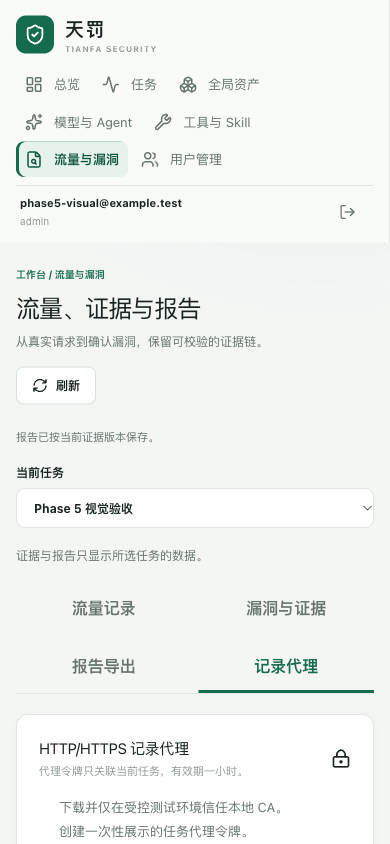 天罚
TIANFA SECURITY
总览
任务
全局资产
模型与 Agent
工具与 Skill
流量与漏洞
用户管理
phase5-visual@example.test
admin
工作台 / 流量与漏洞
流量、证据与报告
从真实请求到确认漏洞，保留可校验的证据链。
刷新
报告已按当前证据版本保存。
当前任务
Phase 5 视觉验收
证据与报告只显示所选任务的数据。
流量记录
漏洞与证据
报告导出
记录代理
HTTP/HTTPS 记录代理
代理令牌只关联当前任务，有效期一小时。
下载并仅在受控测试环境信任本地 CA。
创建一次性展示的任务代理令牌。